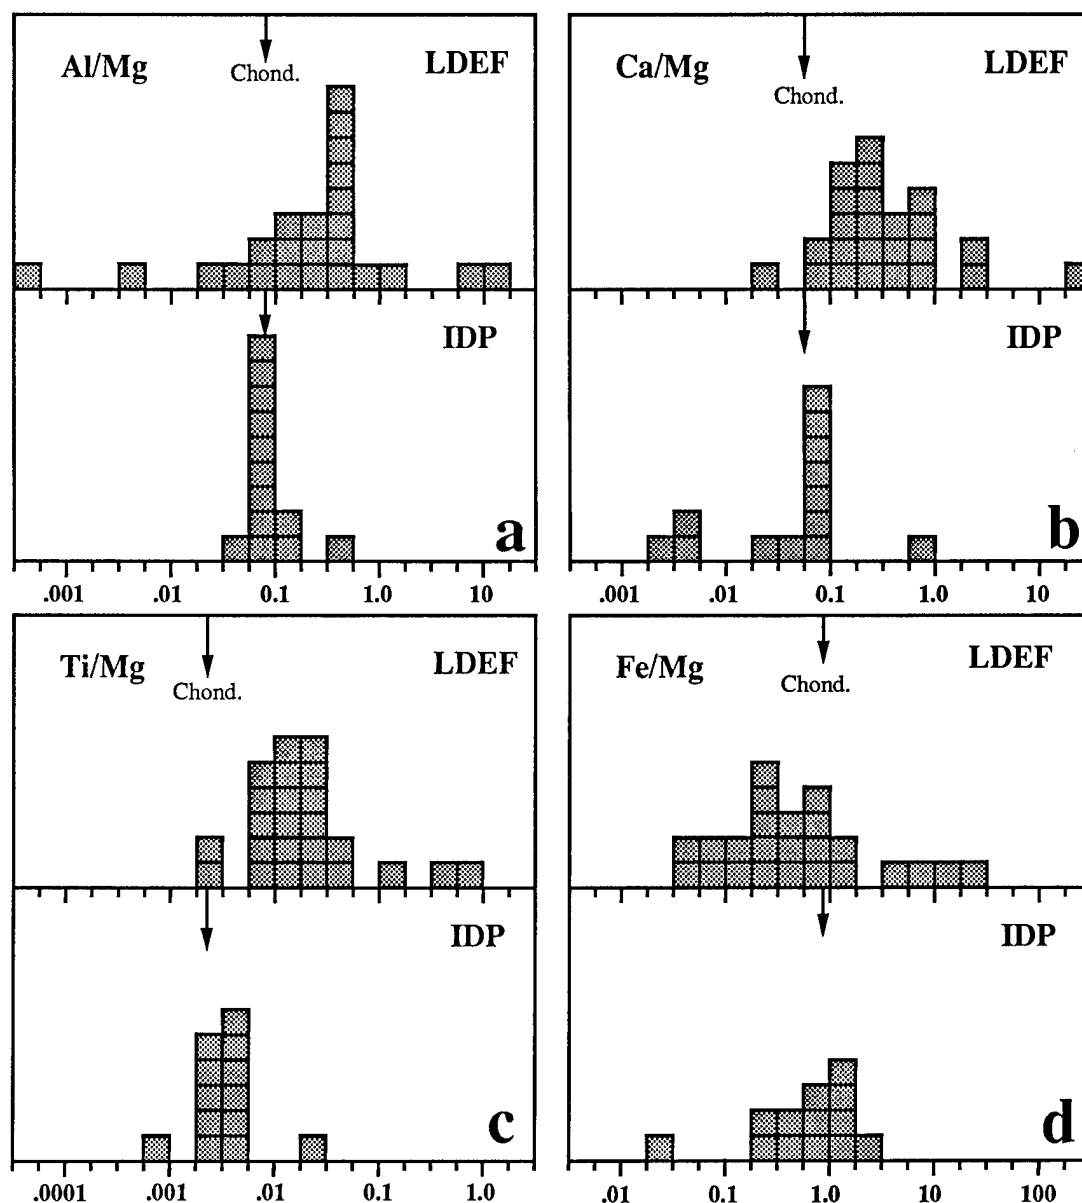 Al/Mg
LDEF
Chond.
IDP
a
.001 .01 0.1 1.0 10
Ca/Mg
LDEF
Chond.
IDP
b
.001 .01 0.1 1.0 10
Ti/Mg
LDEF
Chond.
IDP
c
.0001 .001 .01 0.1 1.0
Fe/Mg
LDEF
Chond.
IDP
d
.01 0.1 1.0 10 100